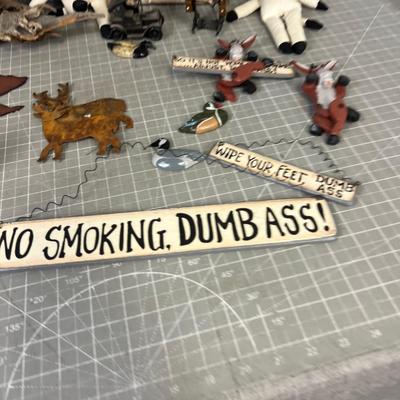 WIPE YOUR FEET, DUMB
ASS
NO SMOKING, DUMB ASS!